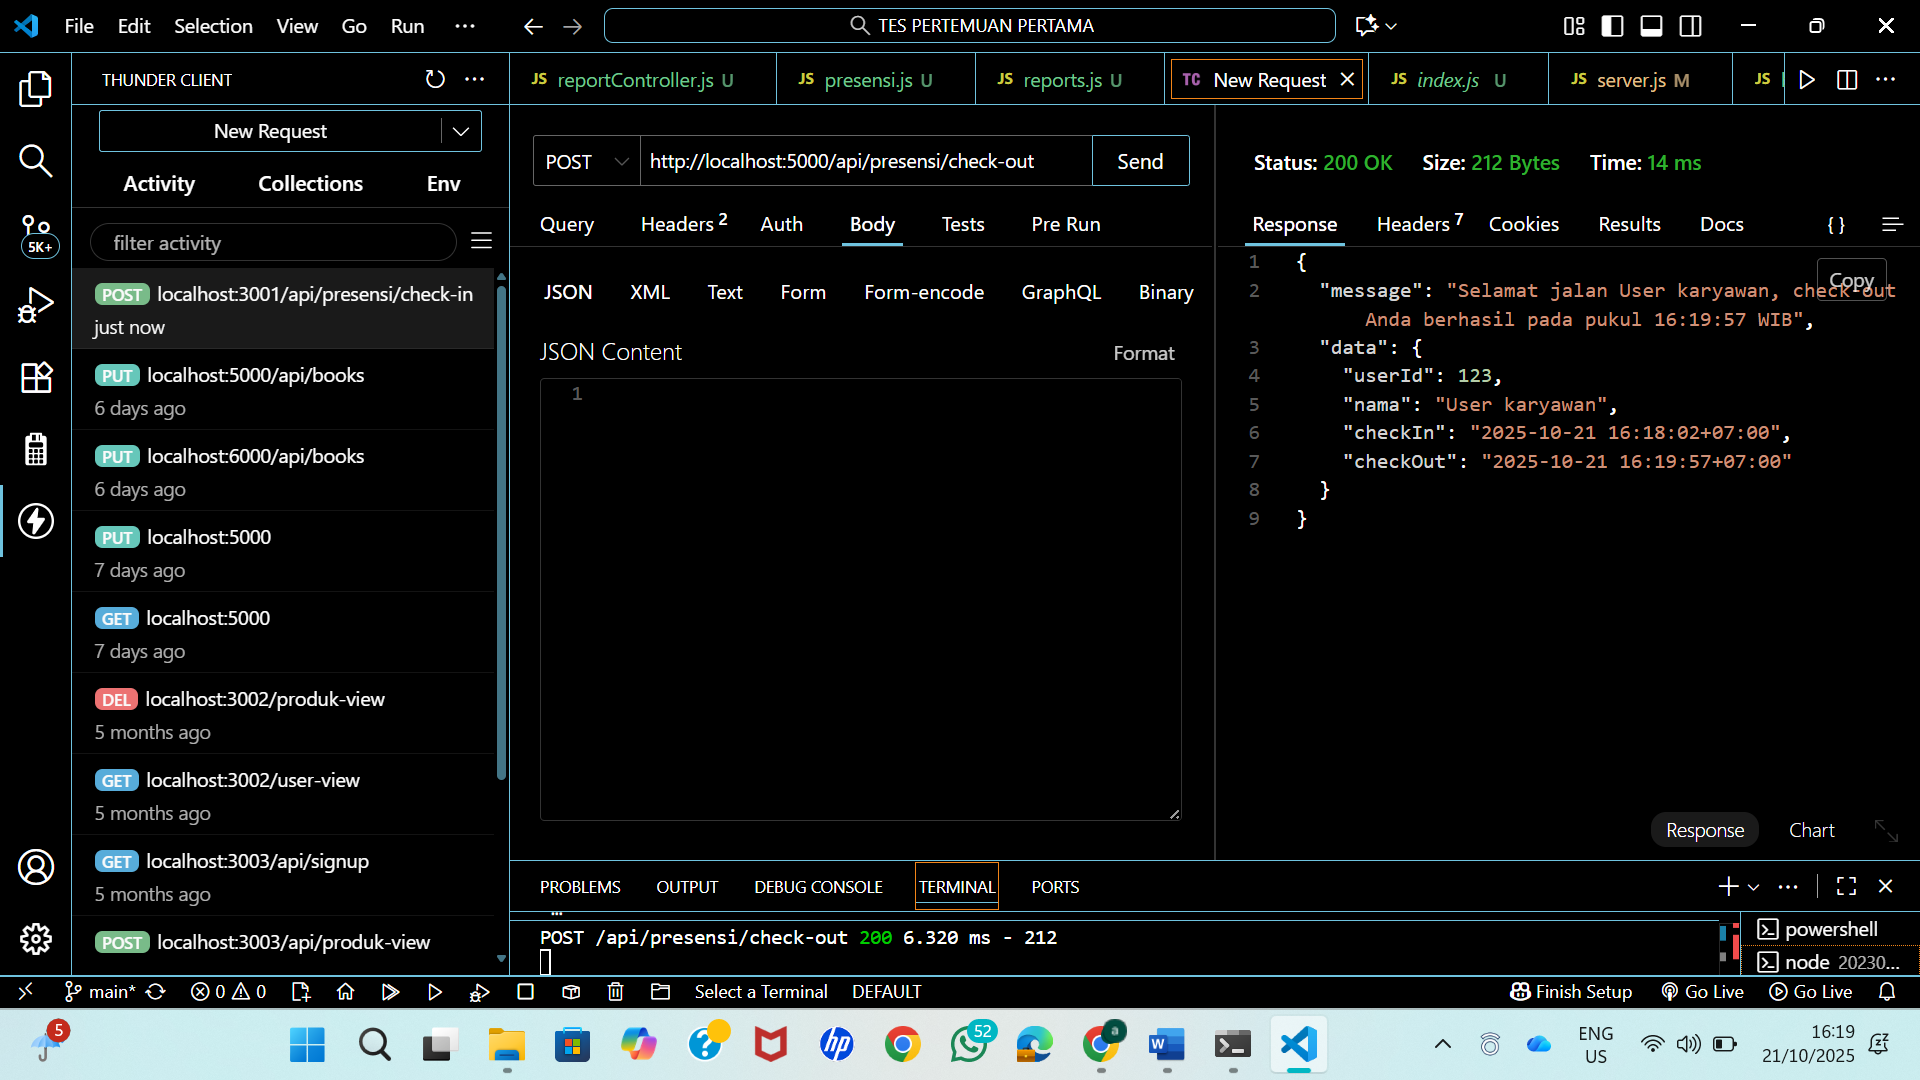 File Edit Selection View Go Run ···
TES PERTEMUAN PERTAMA
THUNDER CLIENT
New Request
Activity Collections Env
filter activity
POST localhost:3001/api/presensi/check-in
just now
PUT localhost:5000/api/books
6 days ago
PUT localhost:6000/api/books
6 days ago
PUT localhost:5000
7 days ago
GET localhost:5000
7 days ago
DEL localhost:3002/produk-view
5 months ago
GET localhost:3002/user-view
5 months ago
GET localhost:3003/api/signup
5 months ago
POST localhost:3003/api/produk-view
5K+
JS reportController.js U
JS presensi.js U
JS reports.js U
TC New Request
JS index.js U
JS server.js M
JS
POST http://localhost:5000/api/presensi/check-out Send
Query Headers 2 Auth Body Tests Pre Run
JSON XML Text Form Form-encode GraphQL Binary
JSON Content Format
1
Status: 200 OK Size: 212 Bytes Time: 14 ms
Response Headers 7 Cookies Results Docs { }
Copy
1 {
2 "message": "Selamat jalan User karyawan, check-out
Anda berhasil pada pukul 16:19:57 WIB",
3 "data": {
4 "userId": 123,
5 "nama": "User karyawan",
6 "checkIn": "2025-10-21 16:18:02+07:00",
7 "checkOut": "2025-10-21 16:19:57+07:00"
8 }
9 }
Response Chart
PROBLEMS OUTPUT DEBUG CONSOLE TERMINAL PORTS
POST /api/presensi/check-out 200 6.320 ms - 212
powershell
node 20230...
main* 0 0 Select a Terminal DEFAULT Finish Setup Go Live Go Live
5
52
a
ENG
US
16:19
21/10/2025